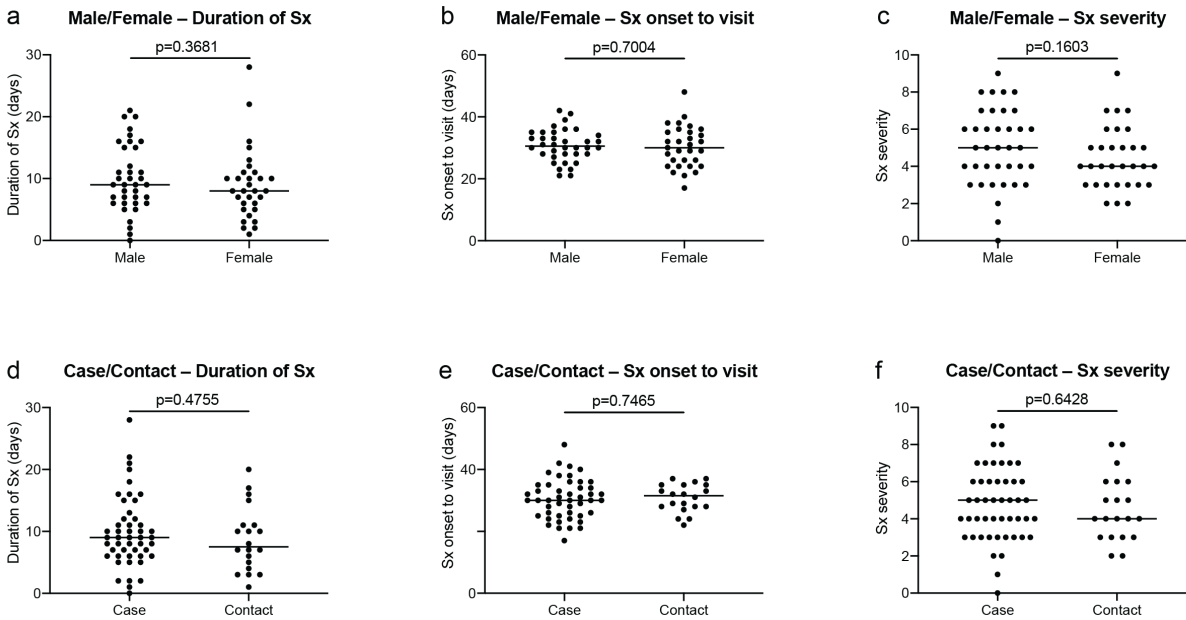 a
Male/Female – Duration of Sx
p=0.3681
Duration of Sx (days)
30
20
10
0
Male
Female
b
Male/Female – Sx onset to visit
p=0.7004
Sx onset to visit (days)
60
40
20
0
Male
Female
c
Male/Female – Sx severity
p=0.1603
Sx severity
10
8
6
4
2
0
Male
Female
d
Case/Contact – Duration of Sx
p=0.4755
Duration of Sx (days)
30
20
10
0
Case
Contact
e
Case/Contact – Sx onset to visit
p=0.7465
Sx onset to visit (days)
60
40
0
Case
Contact
f
Case/Contact – Sx severity
p=0.6428
Sx severity
10
8
6
4
2
0
Case
Contact